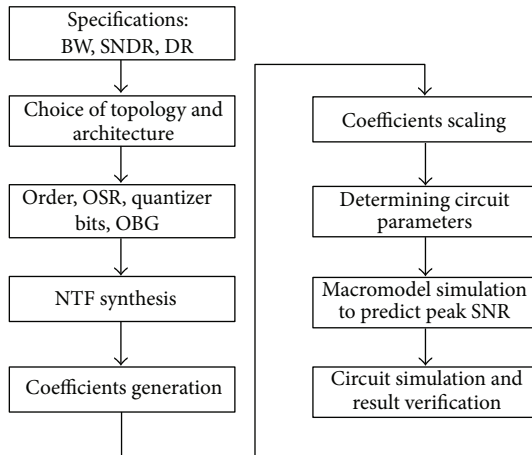 Specifications:
BW, SNDR, DR
Choice of topology and
architecture
Order, OSR, quantizer
bits, OBG
NTF synthesis
Coefficients generation
Coefficients scaling
Determining circuit
parameters
Macromodel simulation
to predict peak SNR
Circuit simulation and
result verification